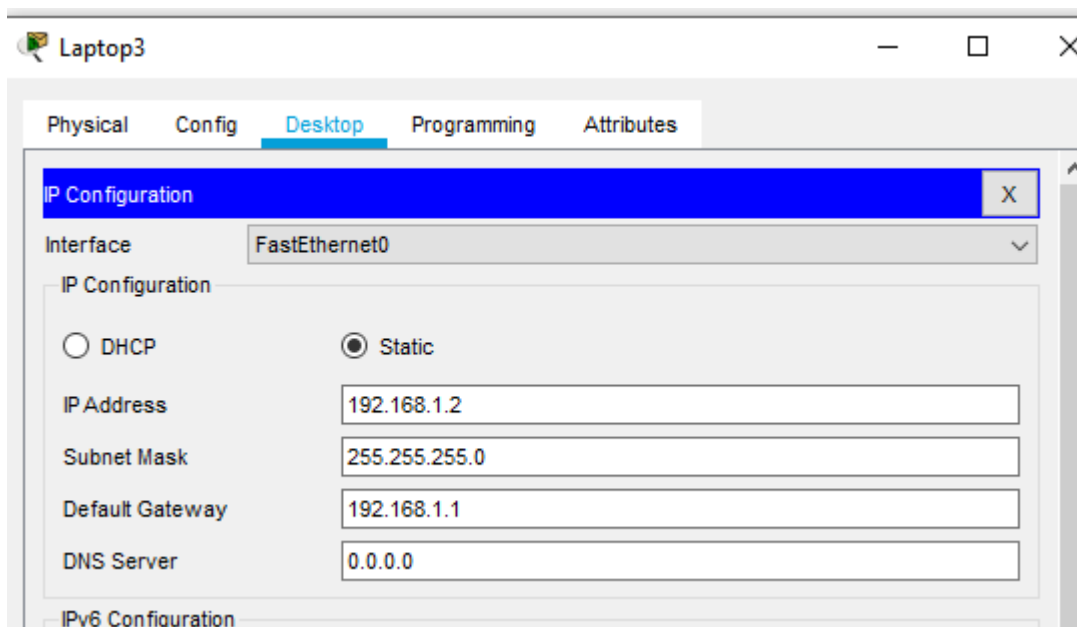 Laptop3
Physical Config Desktop Programming Attributes
IP Configuration X
Interface FastEthernet0
IP Configuration
DHCP Static
IP Address 192.168.1.2
Subnet Mask 255.255.255.0
Default Gateway 192.168.1.1
DNS Server 0.0.0.0
IPv6 Configuration